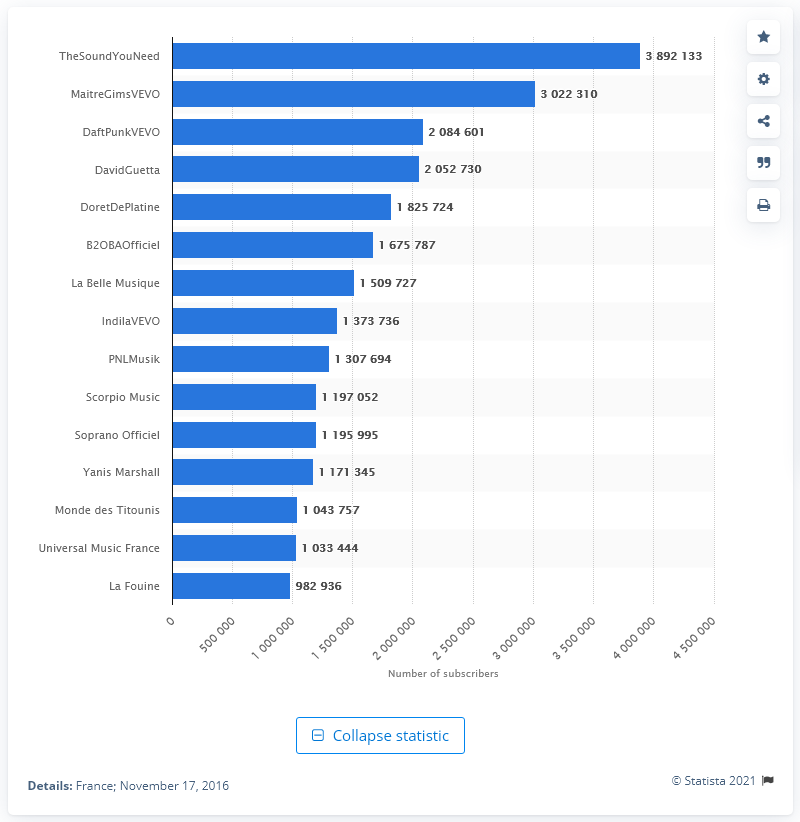 TheSoundYouNeed 3 892 133
MaitreGimsVEVO 3 022 310
DaftPunkVEVO 2 084 601
DavidGuetta 2 052 730
DoretDePlatine 1 825 724
B2OBAOfficiel 1 675 787
La Belle Musique 1 509 727
IndilaVEVO 1 373 736
PNLMusik 1 307 694
Scorpio Music 1 197 052
Soprano Officiel 1 195 995
Yanis Marshall 1 171 345
Monde des Titounis 1 043 757
Universal Music France 1 033 444
La Fouine 982 936
0 500 000 1 000 000 1 500 000 2 000 000 2 500 000 3 000 000 3 500 000 4 000 000 4 500 000
Number of subscribers
Collapse statistic
Details: France; November 17, 2016
© Statista 2021